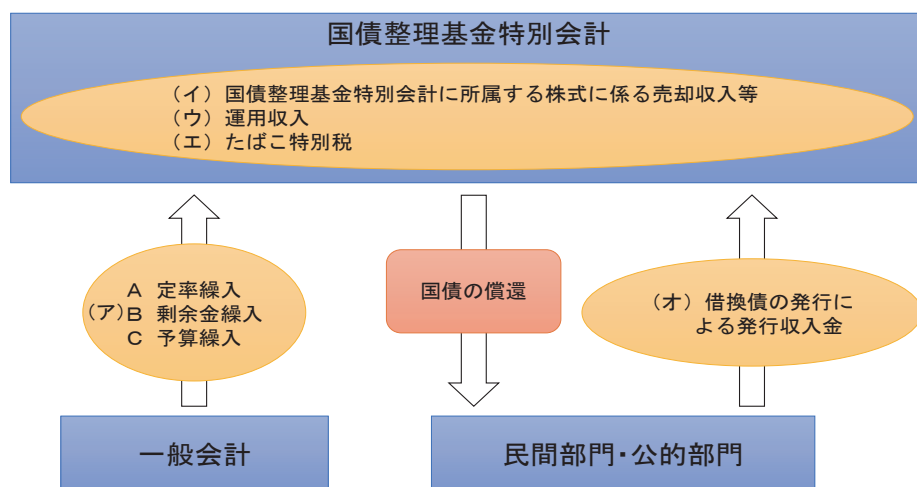 国債整理基金特別会計
（イ）国債整理基金特別会計に所属する株式に係る売却収入等
（ウ）運用収入
（エ）たばこ特別税
A 定率繰入
（ア）B 剰余金繰入
C 予算繰入
国債の償還
（オ）借換債の発行に
よる発行収入金
一般会計
民間部門・公的部門